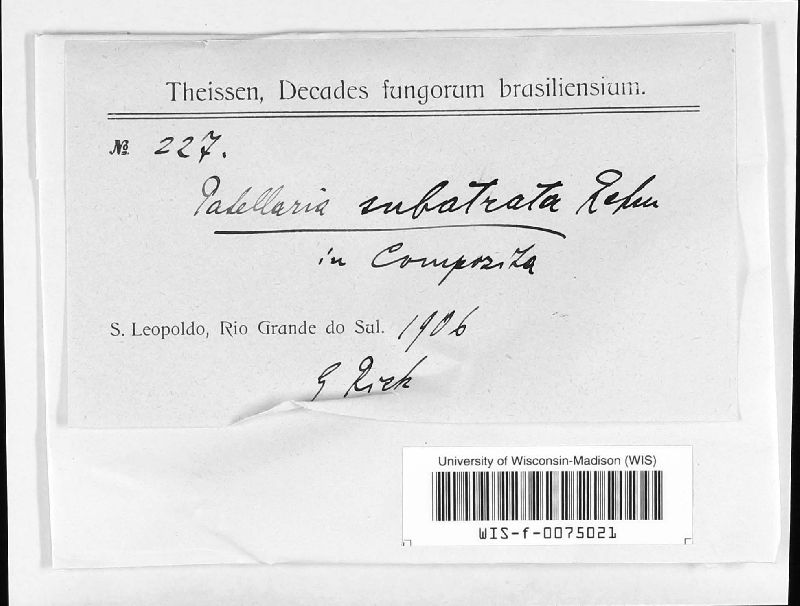 Theissen, Decades fungorum brasiliensium.
№ 227.
Patellaria subatrata Rehm
in Composita
S. Leopoldo, Rio Grande do Sul. 1906
G Rick
University of Wisconsin-Madison (WIS)
WIS-f-0075021